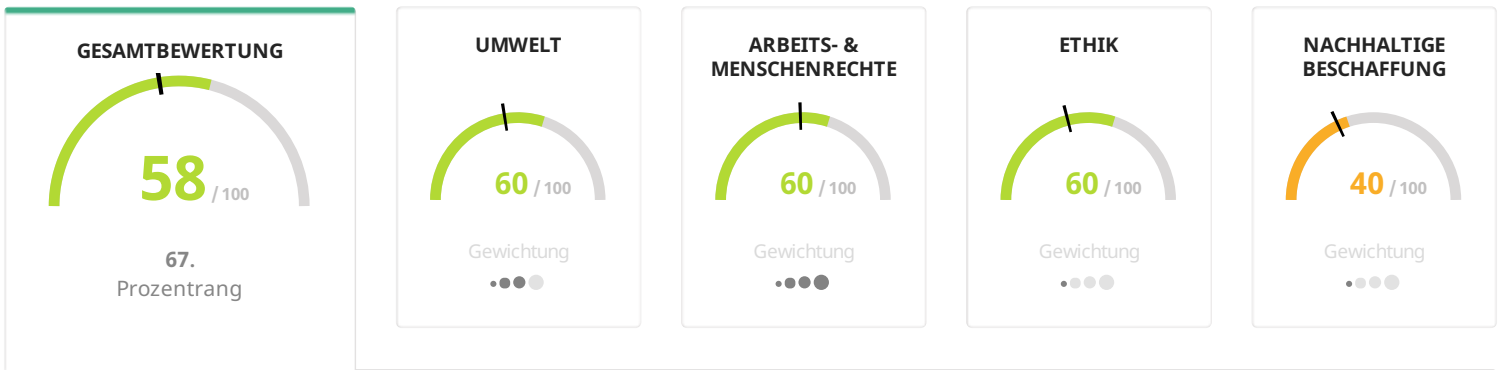 GESAMTBEWERTUNG
58 / 100
67.
Prozentrang
UMWELT
60 / 100
Gewichtung
ARBEITS- &
MENSCHENRECHTE
60 / 100
Gewichtung
ETHIK
60 / 100
Gewichtung
NACHHALTIGE
BESCHAFFUNG
40 / 100
Gewichtung